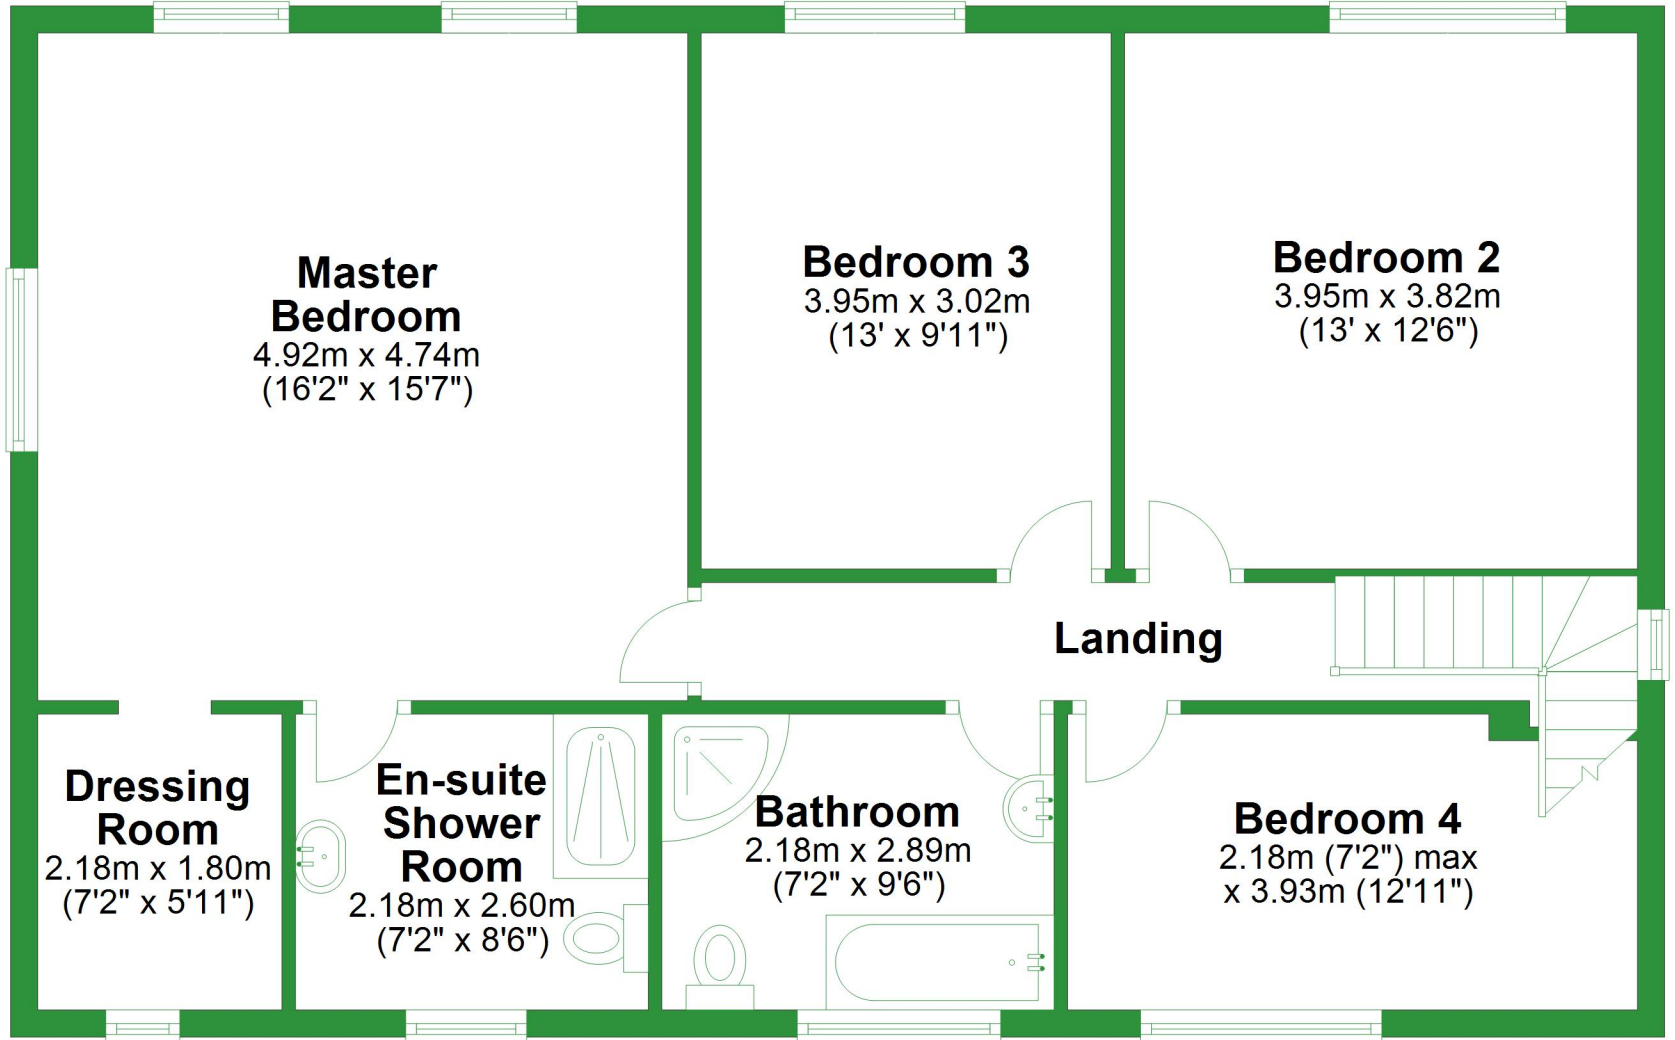 Master
Bedroom
4.92m x 4.74m
(16'2" x 15'7")
Bedroom 3
3.95m x 3.02m
(13' x 9'11")
Bedroom 2
3.95m x 3.82m
(13' x 12'6")
Landing
Dressing
Room
2.18m x 1.80m
(7'2" x 5'11")
En-suite
Shower
Room
2.18m x 2.60m
(7'2" x 8'6")
Bathroom
2.18m x 2.89m
(7'2" x 9'6")
Bedroom 4
2.18m (7'2") max
x 3.93m (12'11")